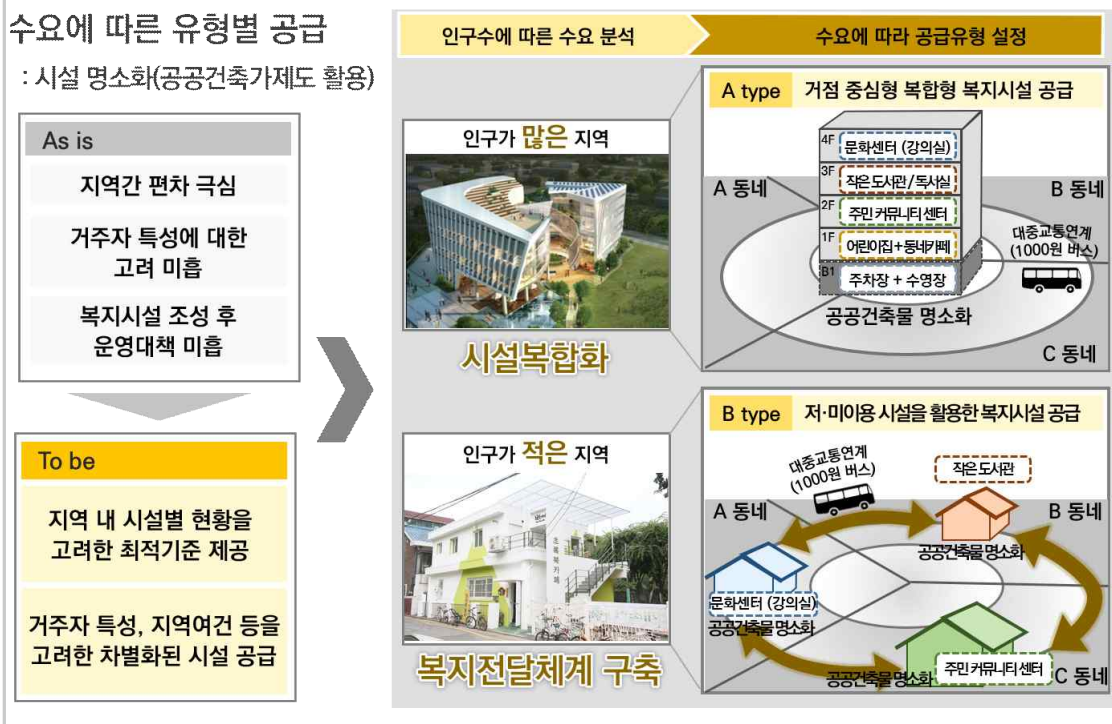 수요에 따른 유형별 공급
: 시설 명소화(공공건축가제도 활용)
As is
지역간 편차 극심
거주자 특성에 대한
고려 미흡
복지시설 조성 후
운영대책 미흡
To be
지역 내 시설별 현황을
고려한 최적기준 제공
거주자 특성, 지역여건 등을
고려한 차별화된 시설 공급
인구수에 따른 수요 분석
수요에 따라 공급유형 설정
인구가 많은 지역
시설복합화
A type 거점 중심형 복합형 복지시설 공급
4F 문화센터 (강의실)
3F 작은 도서관 / 독서실
2F 주민 커뮤니티 센터
1F 어린이집 + 동네카페
B1 주차장 + 수영장
A 동네
B 동네
대중교통연계
(1000원 버스)
공공건축물 명소화
C 동네
인구가 적은 지역
초록북카페
복지전달체계 구축
B type 저·미이용 시설을 활용한 복지시설 공급
대중교통연계
(1000원 버스)
작은 도서관
A 동네
B 동네
공공건축물 명소화
문화센터 (강의실)
공공건축물 명소화
주민 커뮤니티 센터
공공건축물 명소화
C 동네